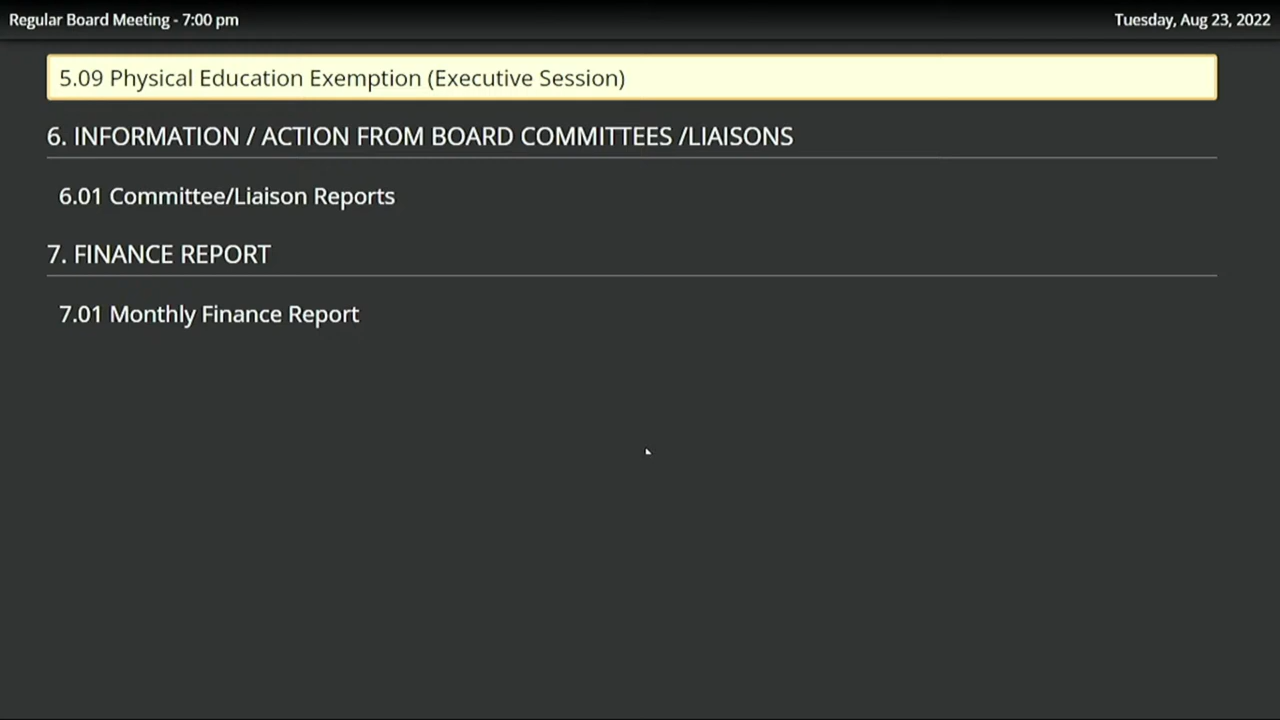 Regular Board Meeting - 7:00 pm
Tuesday, Aug 23, 2022
5.09 Physical Education Exemption (Executive Session)
6. INFORMATION / ACTION FROM BOARD COMMITTEES /LIAISONS
6.01 Committee/Liaison Reports
7. FINANCE REPORT
7.01 Monthly Finance Report